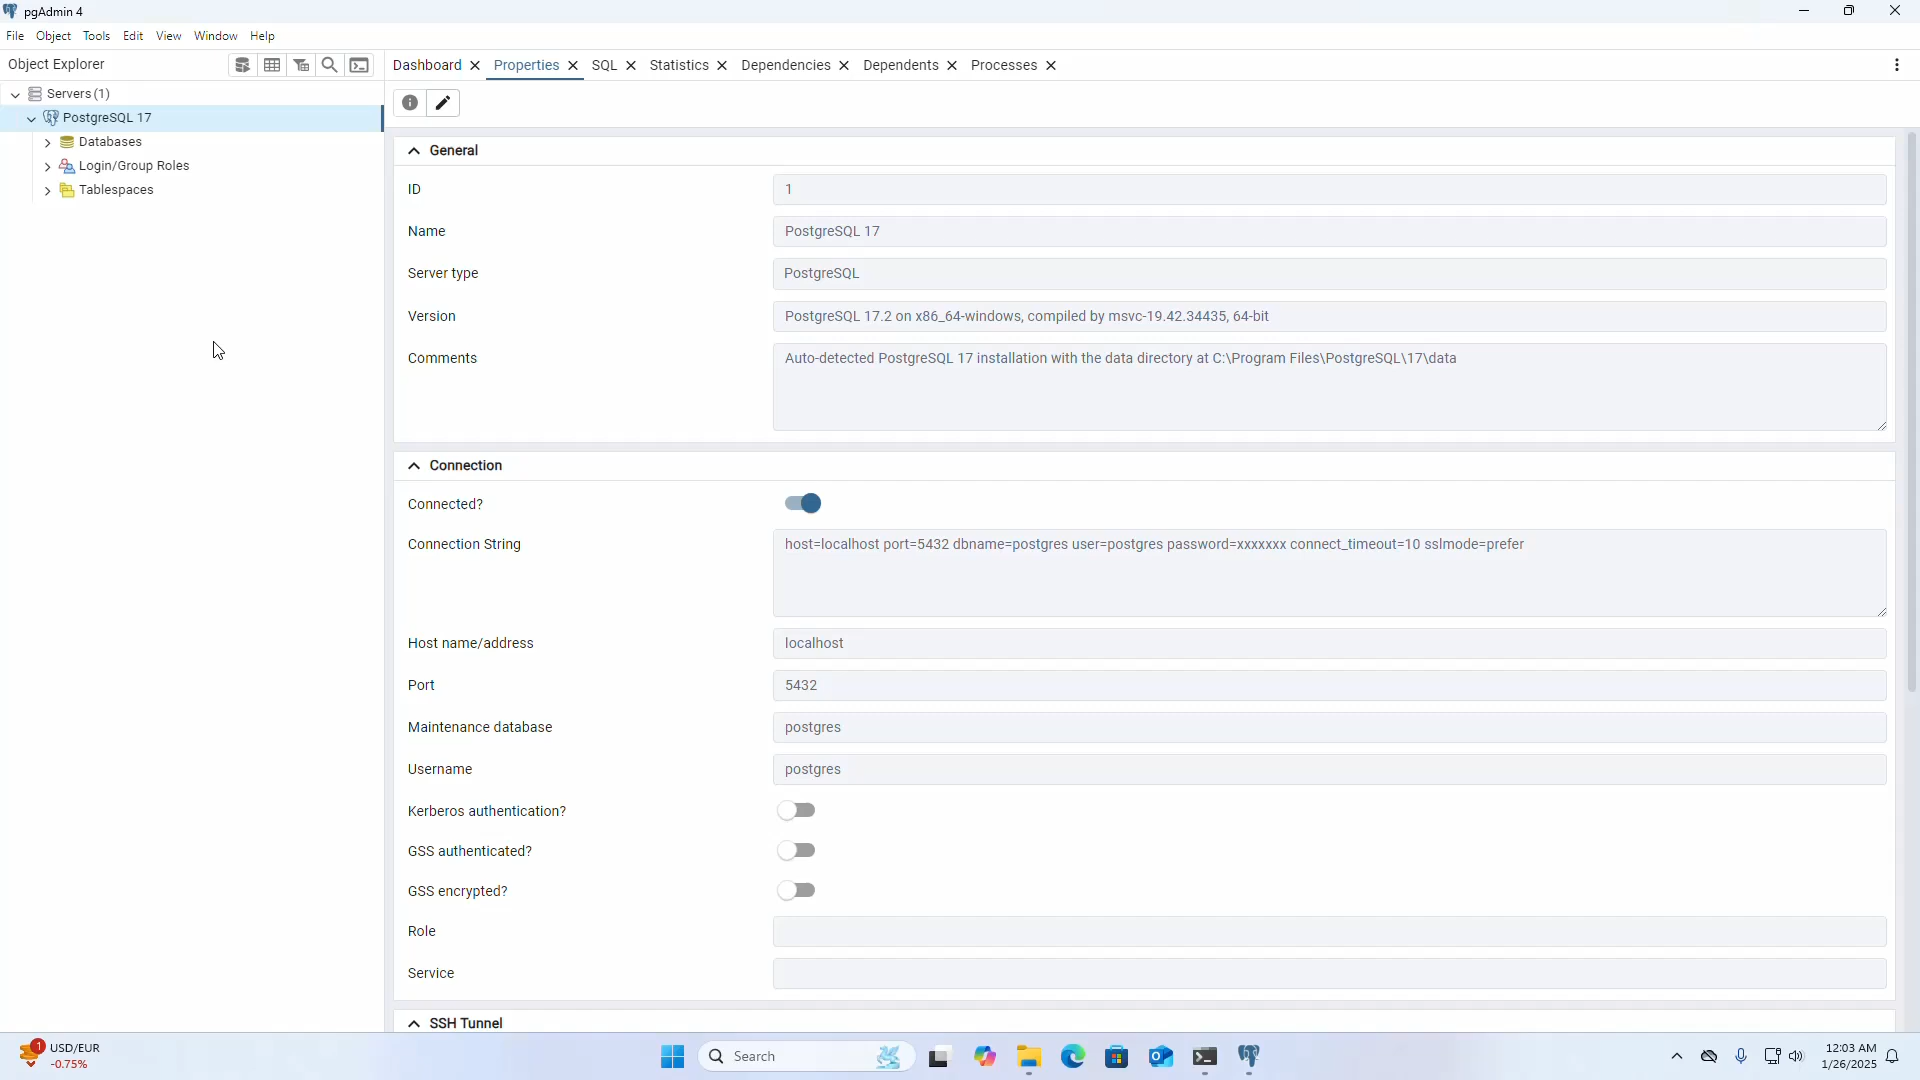 pgAdmin 4
File Object Tools Edit View Window Help
Object Explorer
Dashboard Properties SQL Statistics Dependencies Dependents Processes
Servers (1)
PostgreSQL 17
Databases
Login/Group Roles
Tablespaces
General
ID 1
Name PostgreSQL 17
Server type PostgreSQL
Version PostgreSQL 17.2 on x86_64-windows, compiled by msvc-19.42.34435, 64-bit
Comments Auto-detected PostgreSQL 17 installation with the data directory at C:\Program Files\PostgreSQL\17\data
Connection
Connected?
Connection String host=localhost port=5432 dbname=postgres user=postgres password=xxxxxxx connect_timeout=10 sslmode=prefer
Host name/address localhost
Port 5432
Maintenance database postgres
Username postgres
Kerberos authentication?
GSS authenticated?
GSS encrypted?
Role
Service
SSH Tunnel
1 USD/EUR
-0.75%
Search
12:03 AM
1/26/2025